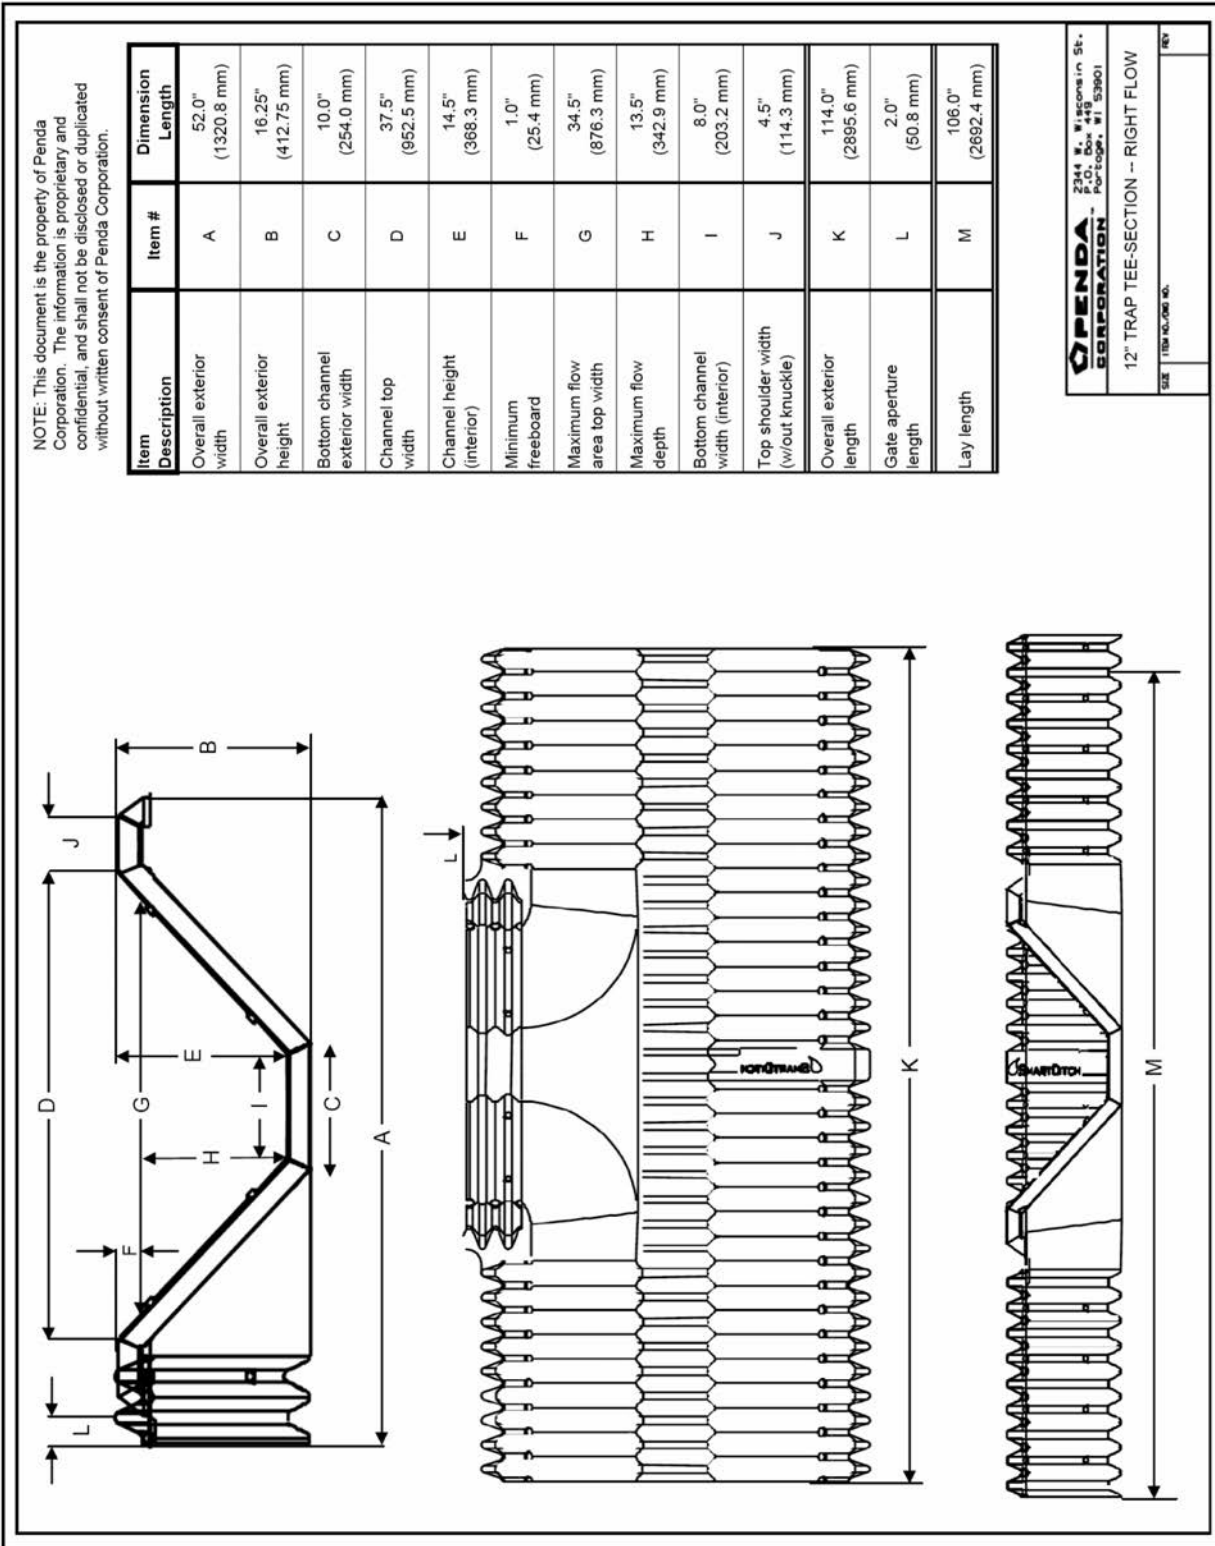 NOTE: This document is the property of Penda
Corporation. The information is proprietary and
confidential, and shall not be disclosed or duplicated
without written consent of Penda Corporation.
Item
Description
Item #
Dimension
Length
Overall exterior
width
A
52.0"
(1320.8 mm)
Overall exterior
height
B
16.25"
(412.75 mm)
Bottom channel
exterior width
C
10.0"
(254.0 mm)
Channel top
width
D
37.5"
(952.5 mm)
Channel height
(interior)
E
14.5"
(368.3 mm)
Minimum
freeboard
F
1.0"
(25.4 mm)
Maximum flow
area top width
G
34.5"
(876.3 mm)
Maximum flow
depth
H
13.5"
(342.9 mm)
Bottom channel
width (interior)
I
8.0"
(203.2 mm)
Top shoulder width
(w/out knuckle)
J
4.5"
(114.3 mm)
Overall exterior
length
K
114.0"
(2895.6 mm)
Gate aperture
length
L
2.0"
(50.8 mm)
Lay length
M
106.0"
(2692.4 mm)
L
F
D
G
H
E
I
C
A
J
B
L
SMARTDITCH
K
SMARTDITCH
M
PENDA
CORPORATION
2344 W. Wisconsin St.
P.O. Box 449
Portage, WI 53901
12" TRAP TEE-SECTION -- RIGHT FLOW
SIZE
ITEM NO./DWG NO.
REV